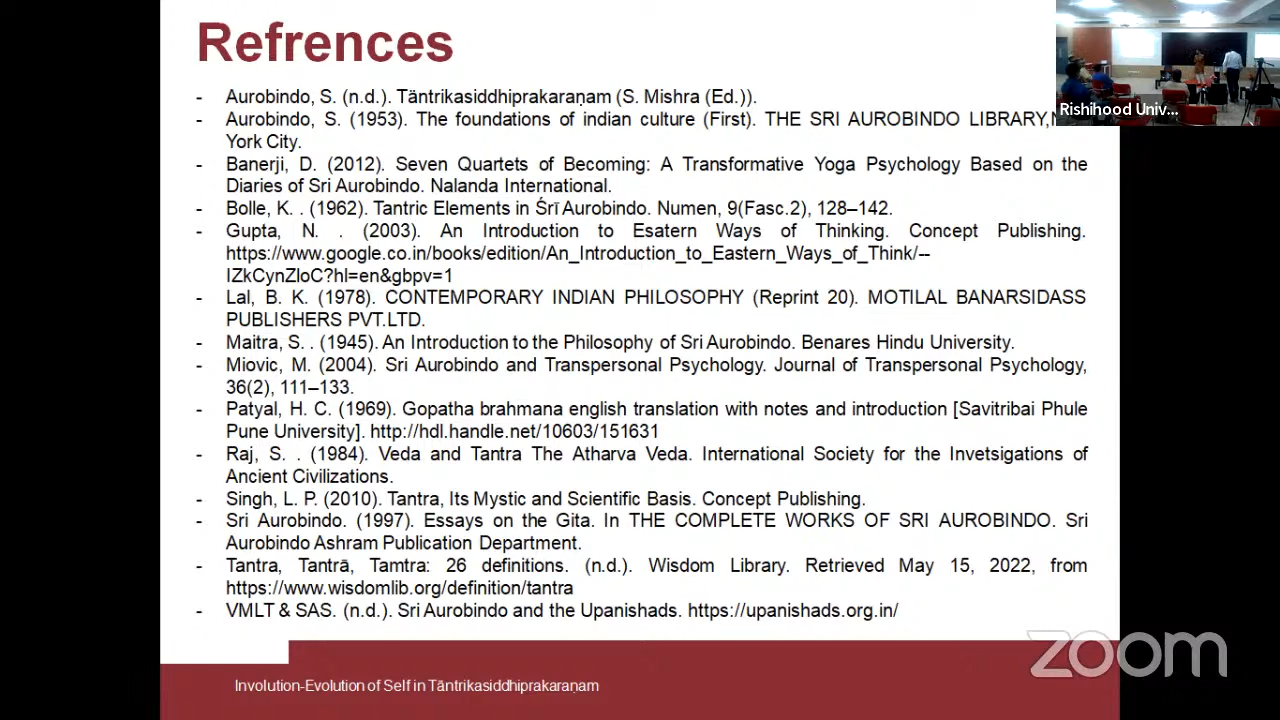 Refrences
- Aurobindo, S. (n.d.). Täntrikasiddhiprakaraṇam (S. Mishra (Ed.)).
- Aurobindo, S. (1953). The foundations of indian culture (First). THE SRI AUROBINDO LIBRARY,
York City.
- Banerji, D. (2012). Seven Quartets of Becoming: A Transformative Yoga Psychology Based on the
Diaries of Sri Aurobindo. Nalanda International.
- Bolle, K. . (1962). Tantric Elements in Śrī Aurobindo. Numen, 9(Fasc.2), 128–142.
- Gupta, N. . (2003). An Introduction to Esatern Ways of Thinking. Concept Publishing.
https://www.google.co.in/books/edition/An_Introduction_to_Eastern_Ways_of_Think/--
IZkCynZloC?hl=en&gbpv=1
- Lal, B. K. (1978). CONTEMPORARY INDIAN PHILOSOPHY (Reprint 20). MOTILAL BANARSIDASS
PUBLISHERS PVT.LTD.
- Maitra, S. . (1945). An Introduction to the Philosophy of Sri Aurobindo. Benares Hindu University.
- Miovic, M. (2004). Sri Aurobindo and Transpersonal Psychology. Journal of Transpersonal Psychology,
36(2), 111–133.
- Patyal, H. C. (1969). Gopatha brahmana english translation with notes and introduction [Savitribai Phule
Pune University]. http://hdl.handle.net/10603/151631
- Raj, S. . (1984). Veda and Tantra The Atharva Veda. International Society for the Invetsigations of
Ancient Civilizations.
- Singh, L. P. (2010). Tantra, Its Mystic and Scientific Basis. Concept Publishing.
- Sri Aurobindo. (1997). Essays on the Gita. In THE COMPLETE WORKS OF SRI AUROBINDO. Sri
Aurobindo Ashram Publication Department.
- Tantra, Tantrā, Tamtra: 26 definitions. (n.d.). Wisdom Library. Retrieved May 15, 2022, from
https://www.wisdomlib.org/definition/tantra
- VMLT & SAS. (n.d.). Sri Aurobindo and the Upanishads. https://upanishads.org.in/
Involution-Evolution of Self in Tāntrikasiddhiprakaraṇam
Rishihood Univ...
zoom